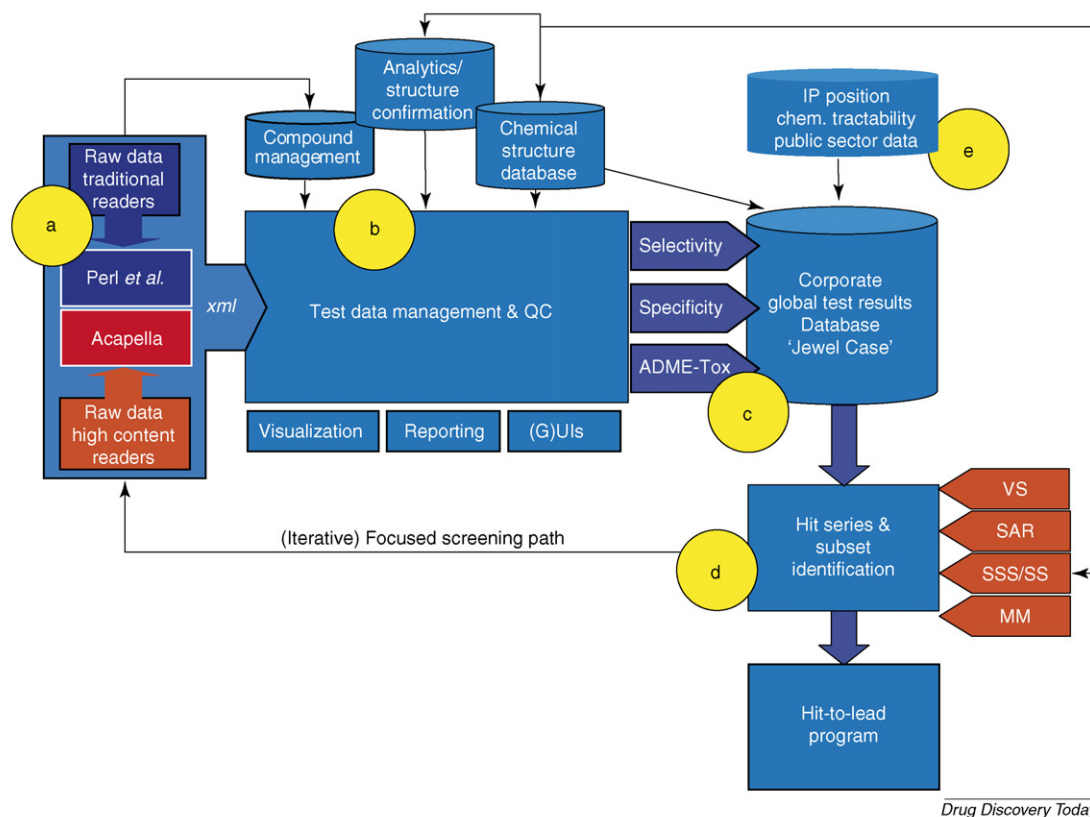 Analytics/
structure
confirmation
Compound
management
Chemical
structure
database
IP position
chem. tractability
public sector data
e
Raw data
traditional
readers
a
Perl et al.
Acapella
Raw data
high content
readers
xml
b
Test data management & QC
Visualization
Reporting
(G)UIs
Selectivity
Specificity
ADME-Tox
c
Corporate
global test results
Database
‘Jewel Case’
(Iterative) Focused screening path
d
Hit series &
subset
identification
VS
SAR
SSS/SS
MM
Hit-to-lead
program
Drug Discovery Toda